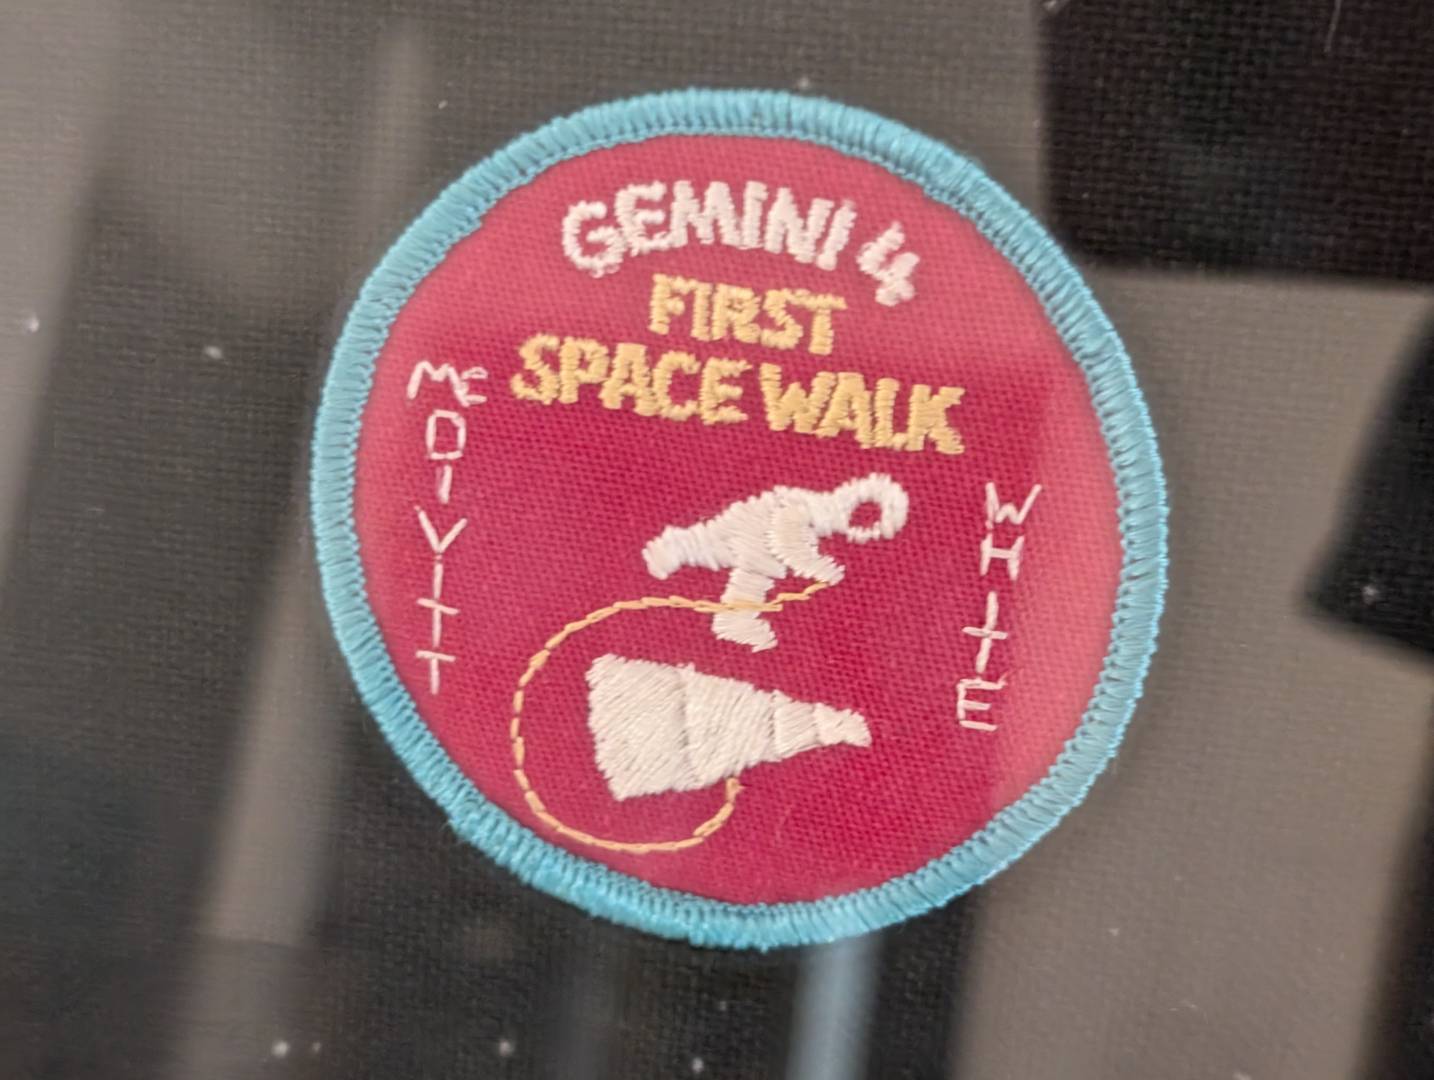 GEMINI 4
FIRST
SPACE WALK
McDIVITT
WHITE